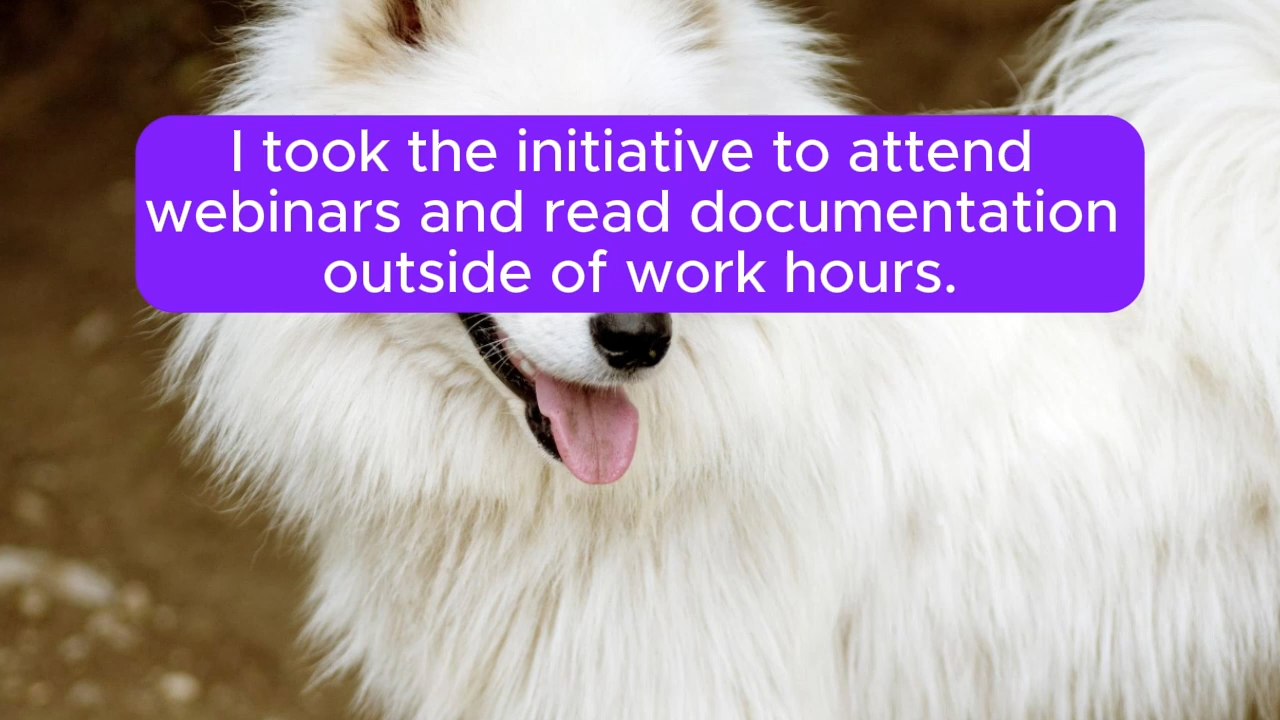 I took the initiative to attend
webinars and read documentation
outside of work hours.